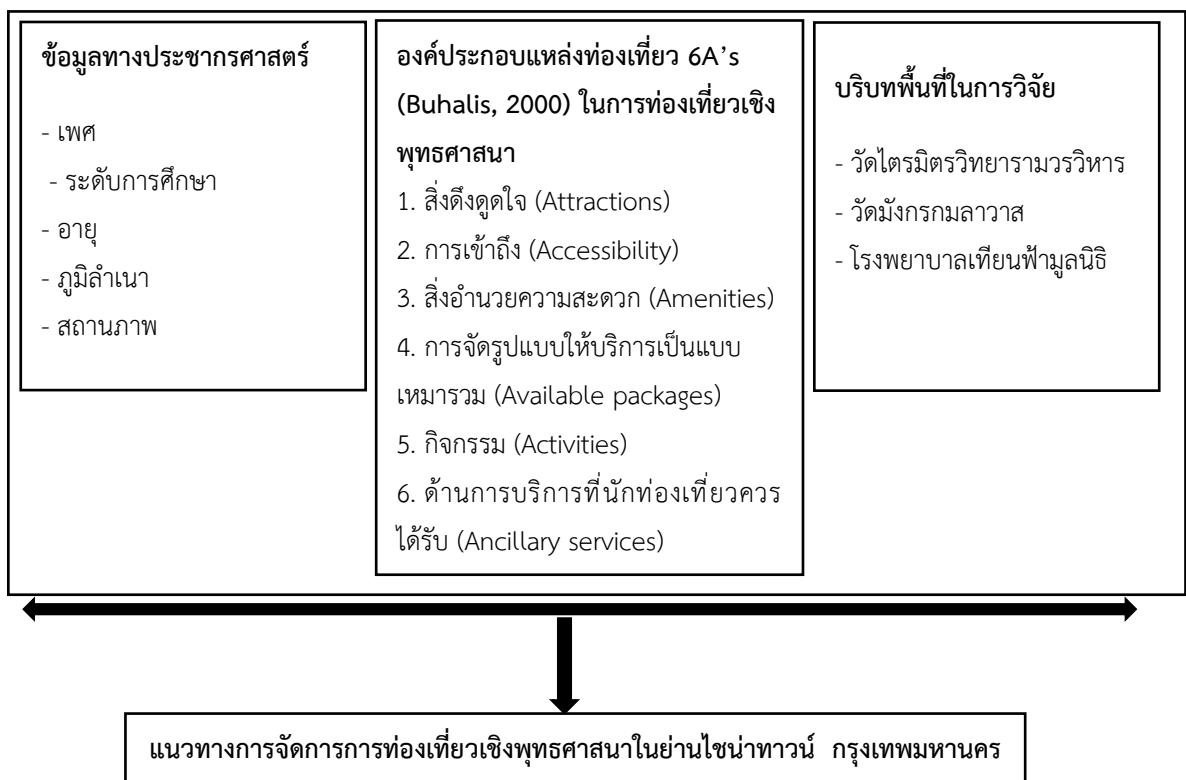 ข้อมูลทางประชากรศาสตร์
- เพศ
- ระดับการศึกษา
- อายุ
- ภูมิลำเนา
- สถานภาพ
องค์ประกอบแหล่งท่องเที่ยว 6A's
(Buhalis, 2000) ในการท่องเที่ยวเชิง
พุทธศาสนา
1. สิ่งดึงดูดใจ (Attractions)
2. การเข้าถึง (Accessibility)
3. สิ่งอำนวยความสะดวก (Amenities)
4. การจัดรูปแบบให้บริการเป็นแบบ
เหมารวม (Available packages)
5. กิจกรรม (Activities)
6. ด้านการบริการที่นักท่องเที่ยวควร
ได้รับ (Ancillary services)
บริบทพื้นที่ในการวิจัย
- วัดไตรมิตรวิทยารามวรวิหาร
- วัดมังกรกมลาวาส
- โรงพยาบาลเทียนฟ้ามูลนิธิ
แนวทางการจัดการการท่องเที่ยวเชิงพุทธศาสนาในย่านไชน่าทาวน์ กรุงเทพมหานคร